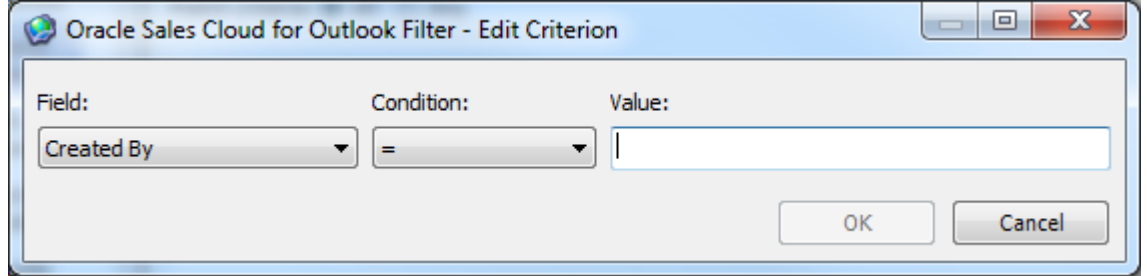 Oracle Sales Cloud for Outlook Filter - Edit Criterion
Field: Condition: Value:
Created By =
OK Cancel